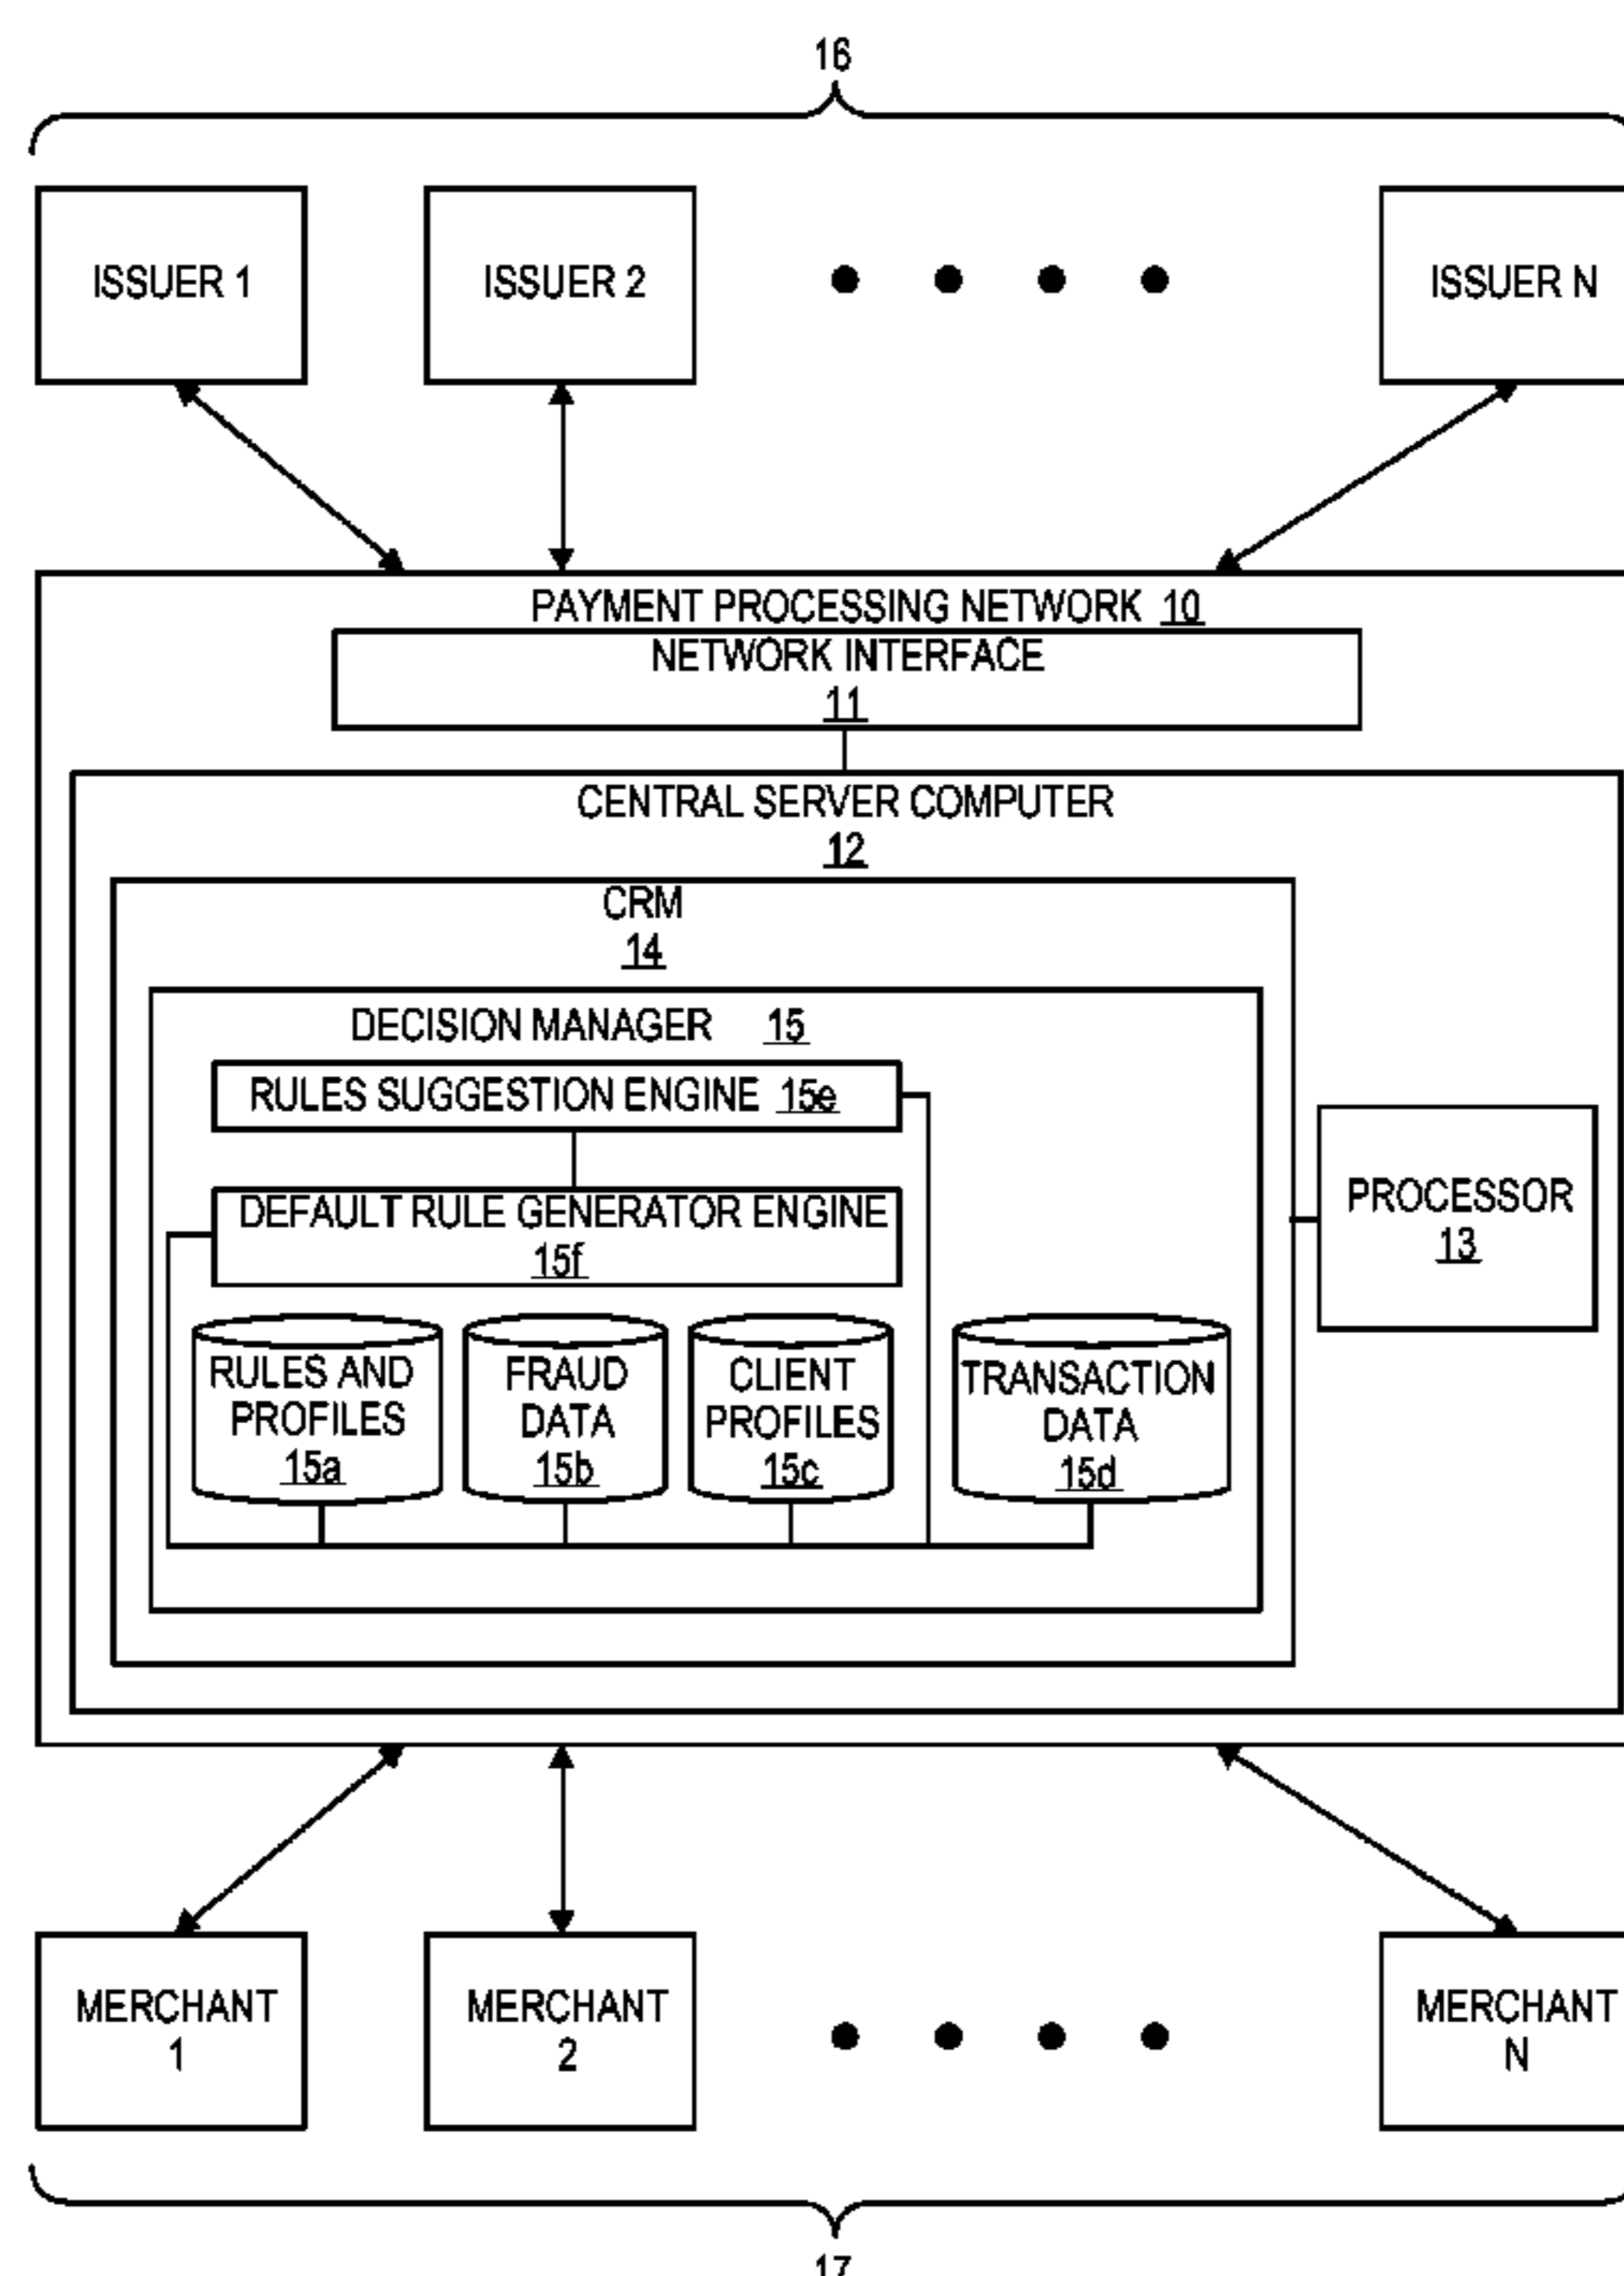 16
ISSUER 1
ISSUER 2
ISSUER N
PAYMENT PROCESSING NETWORK 10
NETWORK INTERFACE
11
CENTRAL SERVER COMPUTER
12
CRM
14
DECISION MANAGER 15
RULES SUGGESTION ENGINE 15e
DEFAULT RULE GENERATOR ENGINE
15f
PROCESSOR
13
RULES AND
PROFILES
15a
FRAUD
DATA
15b
CLIENT
PROFILES
15c
TRANSACTION
DATA
15d
MERCHANT
1
MERCHANT
2
MERCHANT
N
17